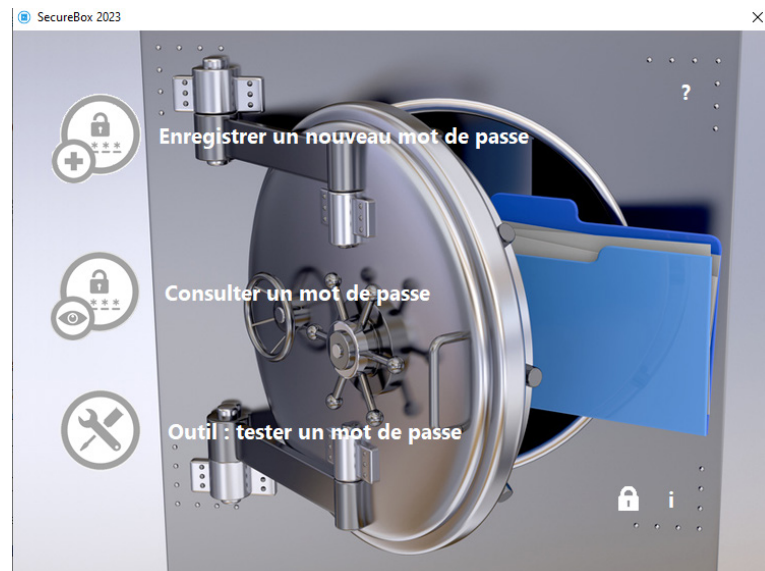 SecureBox 2023
?
Enregistrer un nouveau mot de passe
Consulter un mot de passe
Outil : tester un mot de passe
i